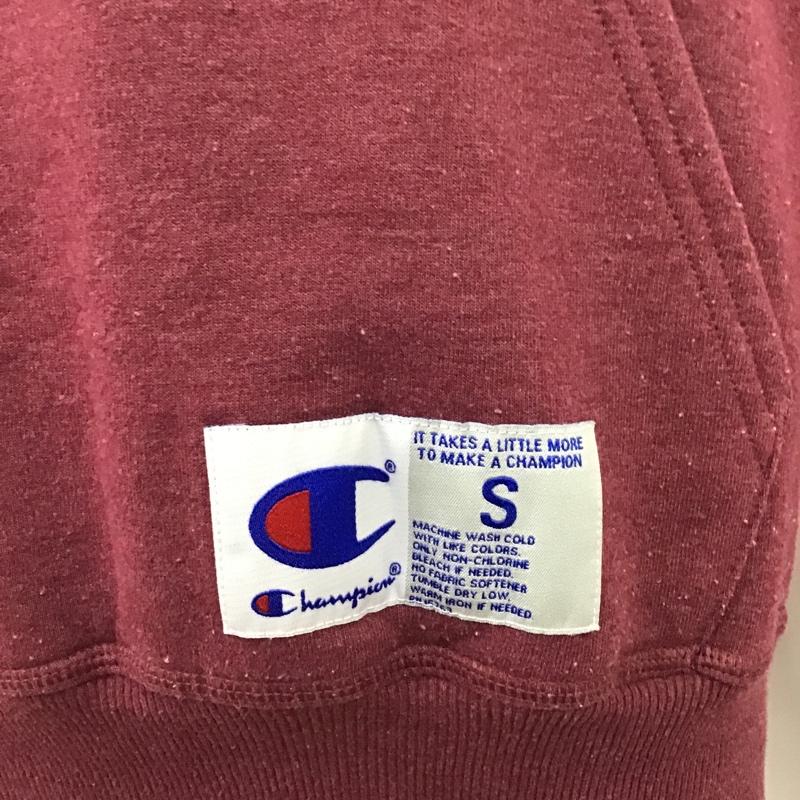 ®
Champion®
IT TAKES A LITTLE MORE
TO MAKE A CHAMPION
S
MACHINE WASH COLD
WITH LIKE COLORS.
ONLY NON-CHLORINE
BLEACH IF NEEDED.
NO FABRIC SOFTENER
TUMBLE DRY LOW.
WARM IRON IF NEEDED.